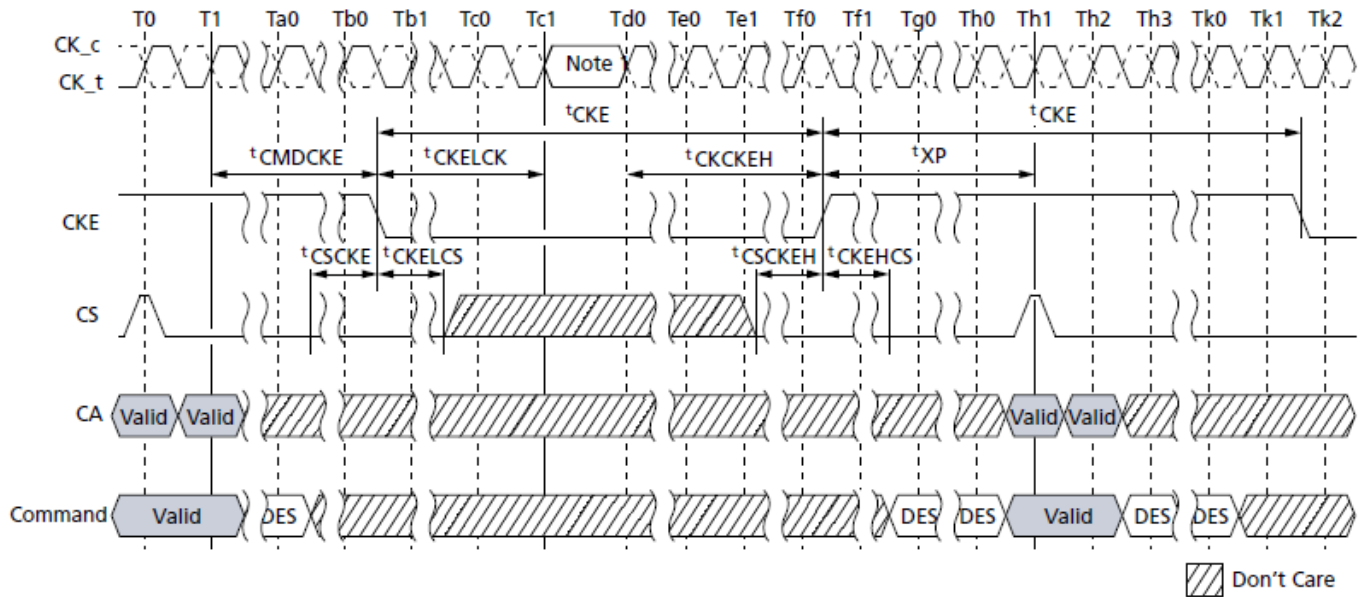 T0 T1 Ta0 Tb0 Tb1 Tc0 Tc1 Td0 Te0 Te1 Tf0 Tf1 Tg0 Th0 Th1 Th2 Th3 Tk0 Tk1 Tk2
CK_c
Note
CK_t
tCKE tCKE
tCMDCKE tCKELCK tCKCKEH tXP
CKE
tCSCKE tCKELCS tCSCKEH tCKEHCS
CS
CA Valid Valid Valid Valid
Command Valid DES DES DES Valid DES DES
Don't Care